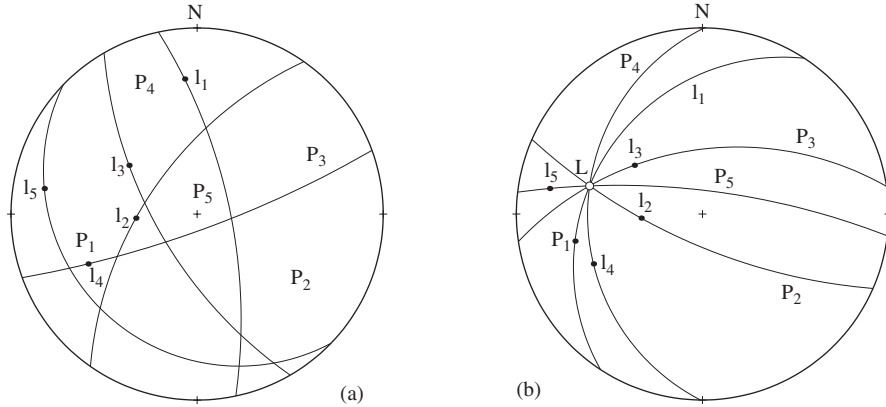 N
P₄
l₁
P₃
l₃
l₅
P₅
l₂
P₁
l₄
P₂
(a)
N
P₄
l₁
P₃
l₃
L
l₅
P₅
l₂
P₁
l₄
P₂
(b)